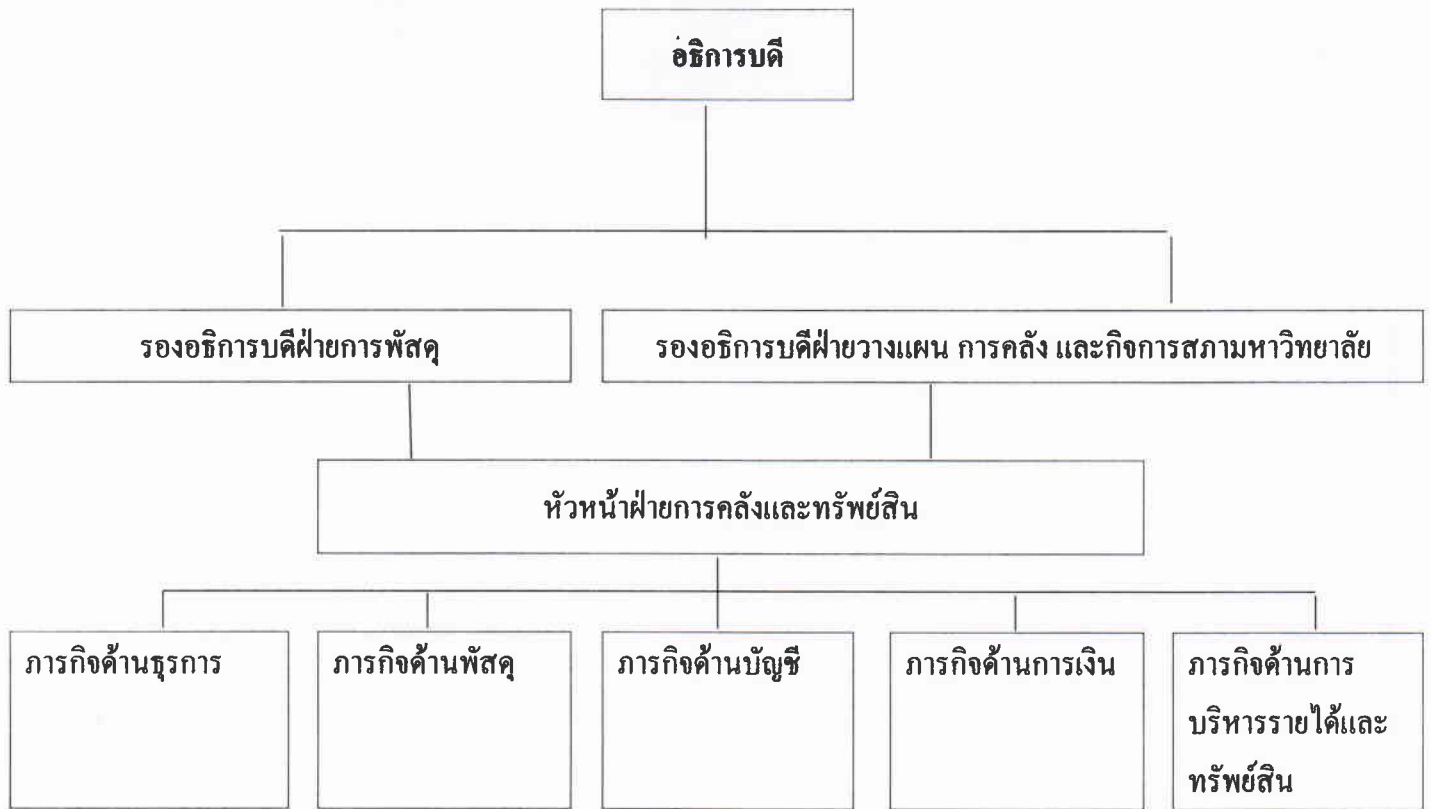 อธิการบดี
รองอธิการบดีฝ่ายการพัสดุ
รองอธิการบดีฝ่ายวางแผน การคลัง และกิจการสภามหาวิทยาลัย
หัวหน้าฝ่ายการคลังและทรัพย์สิน
ภารกิจด้านธุรการ
ภารกิจด้านพัสดุ
ภารกิจด้านบัญชี
ภารกิจด้านการเงิน
ภารกิจด้านการ
บริหารรายได้และ
ทรัพย์สิน